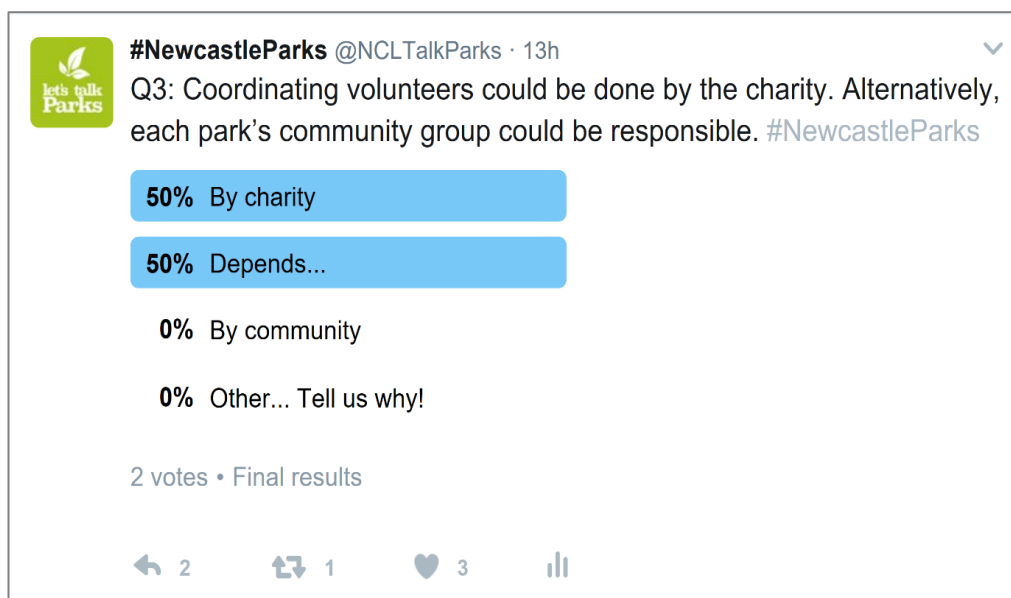 let's talk
Parks
#NewcastleParks @NCLTalkParks · 13h
Q3: Coordinating volunteers could be done by the charity. Alternatively,
each park's community group could be responsible. #NewcastleParks
50% By charity
50% Depends...
0% By community
0% Other... Tell us why!
2 votes • Final results
2 1 3